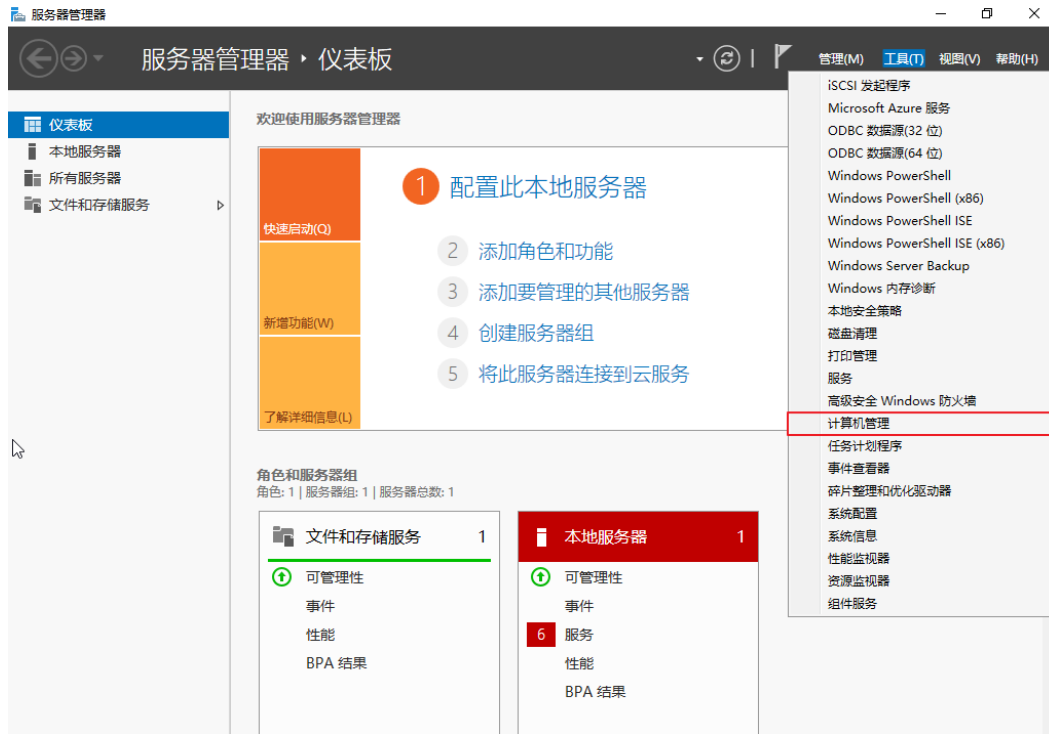 服务器管理器
服务器管理器 · 仪表板
管理(M) 工具(T) 视图(V) 帮助(H)
仪表板
本地服务器
所有服务器
文件和存储服务
欢迎使用服务器管理器
快速启动(Q)
新增功能(W)
了解详细信息(L)
1 配置此本地服务器
2 添加角色和功能
3 添加要管理的其他服务器
4 创建服务器组
5 将此服务器连接到云服务
角色和服务器组
角色: 1 | 服务器组: 1 | 服务器总数: 1
文件和存储服务 1
可管理性
事件
性能
BPA 结果
本地服务器 1
可管理性
事件
6 服务
性能
BPA 结果
iSCSI 发起程序
Microsoft Azure 服务
ODBC 数据源(32 位)
ODBC 数据源(64 位)
Windows PowerShell
Windows PowerShell (x86)
Windows PowerShell ISE
Windows PowerShell ISE (x86)
Windows Server Backup
Windows 内存诊断
本地安全策略
磁盘清理
打印管理
服务
高级安全 Windows 防火墙
计算机管理
任务计划程序
事件查看器
碎片整理和优化驱动器
系统配置
系统信息
性能监视器
资源监视器
组件服务